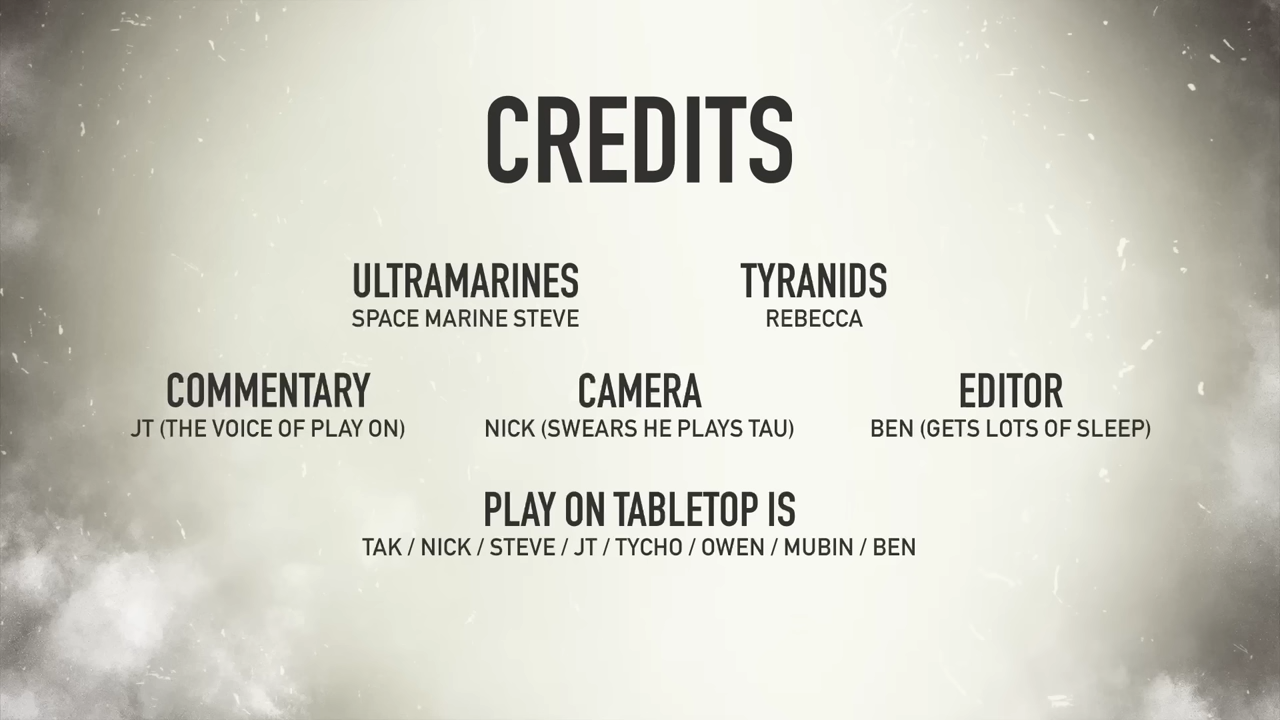 CREDITS
ULTRAMARINES
SPACE MARINE STEVE
TYRANIDS
REBECCA
COMMENTARY
JT (THE VOICE OF PLAY ON)
CAMERA
NICK (SWEARS HE PLAYS TAU)
EDITOR
BEN (GETS LOTS OF SLEEP)
PLAY ON TABLETOP IS
TAK / NICK / STEVE / JT / TYCHO / OWEN / MUBIN / BEN